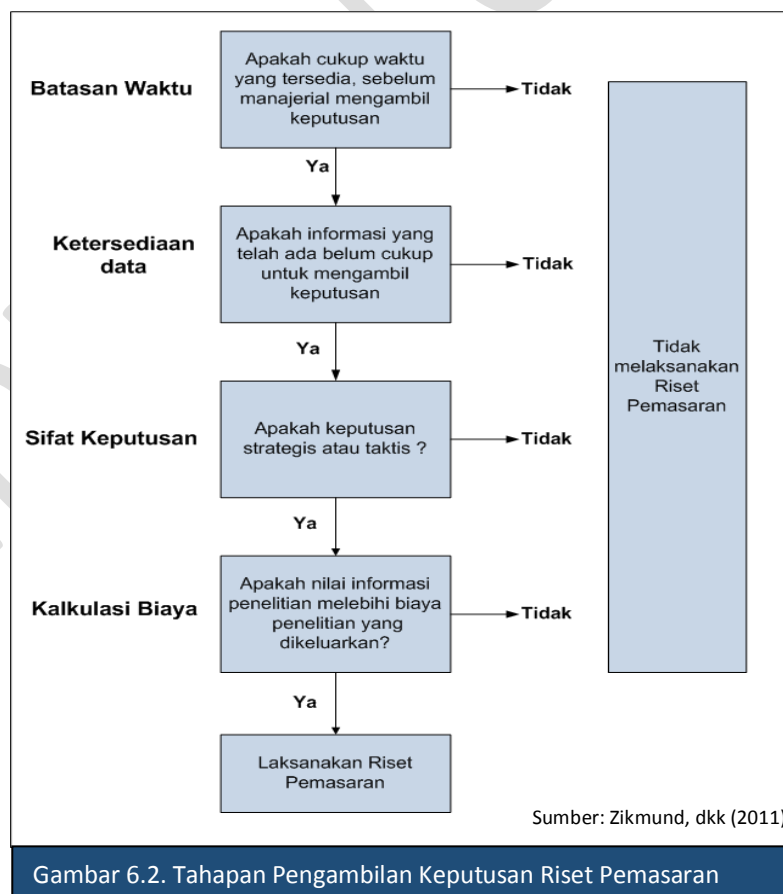 Batasan Waktu
Apakah cukup waktu
yang tersedia, sebelum
manajerial mengambil
keputusan
Tidak
Ya
Ketersediaan
data
Apakah informasi yang
telah ada belum cukup
untuk mengambil
keputusan
Tidak
Ya
Tidak
melaksanakan
Riset
Pemasaran
Sifat Keputusan
Apakah keputusan
strategis atau taktis ?
Tidak
Ya
Kalkulasi Biaya
Apakah nilai informasi
penelitian melebihi biaya
penelitian yang
dikeluarkan?
Tidak
Ya
Laksanakan Riset
Pemasaran
Sumber: Zikmund, dkk (2011)
Gambar 6.2. Tahapan Pengambilan Keputusan Riset Pemasaran